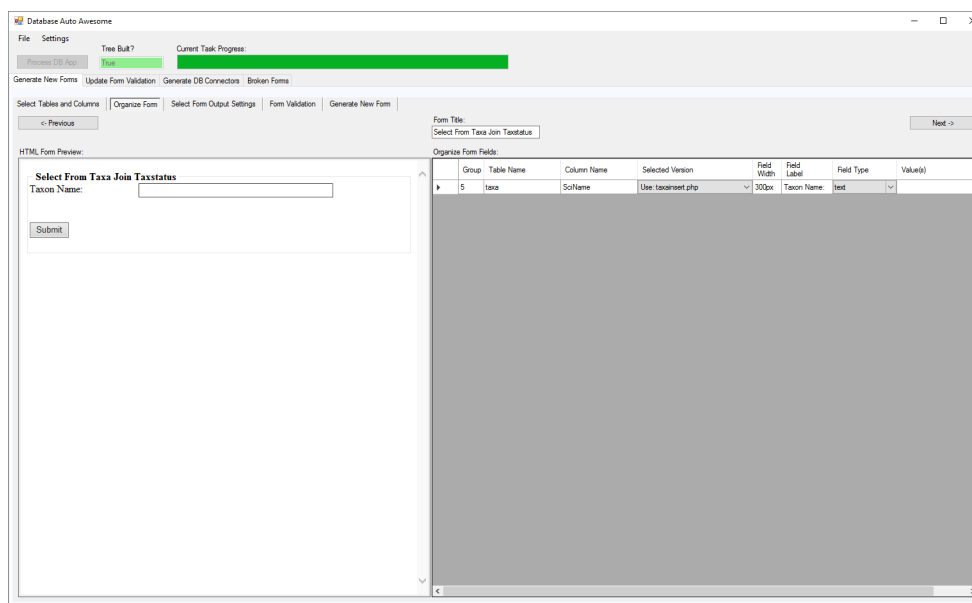 Database Auto Awesome
File Settings
Tree Built? Current Task Progress:
Process DB App True
Generate New Forms Update Form Validation Generate DB Connectors Broken Forms
Select Tables and Columns Organize Form Select Form Output Settings Form Validation Generate New Form
<- Previous Form Title: Next ->
Select From Taxa Join Taxstatus
HTML Form Preview: Organize Form Fields:
Select From Taxa Join Taxstatus
Taxon Name:
Submit
Group Table Name Column Name Selected Version Field Width Field Label Field Type Value(s)
5 taxa SciName Use: taxainsert.php 300px Taxon Name: text